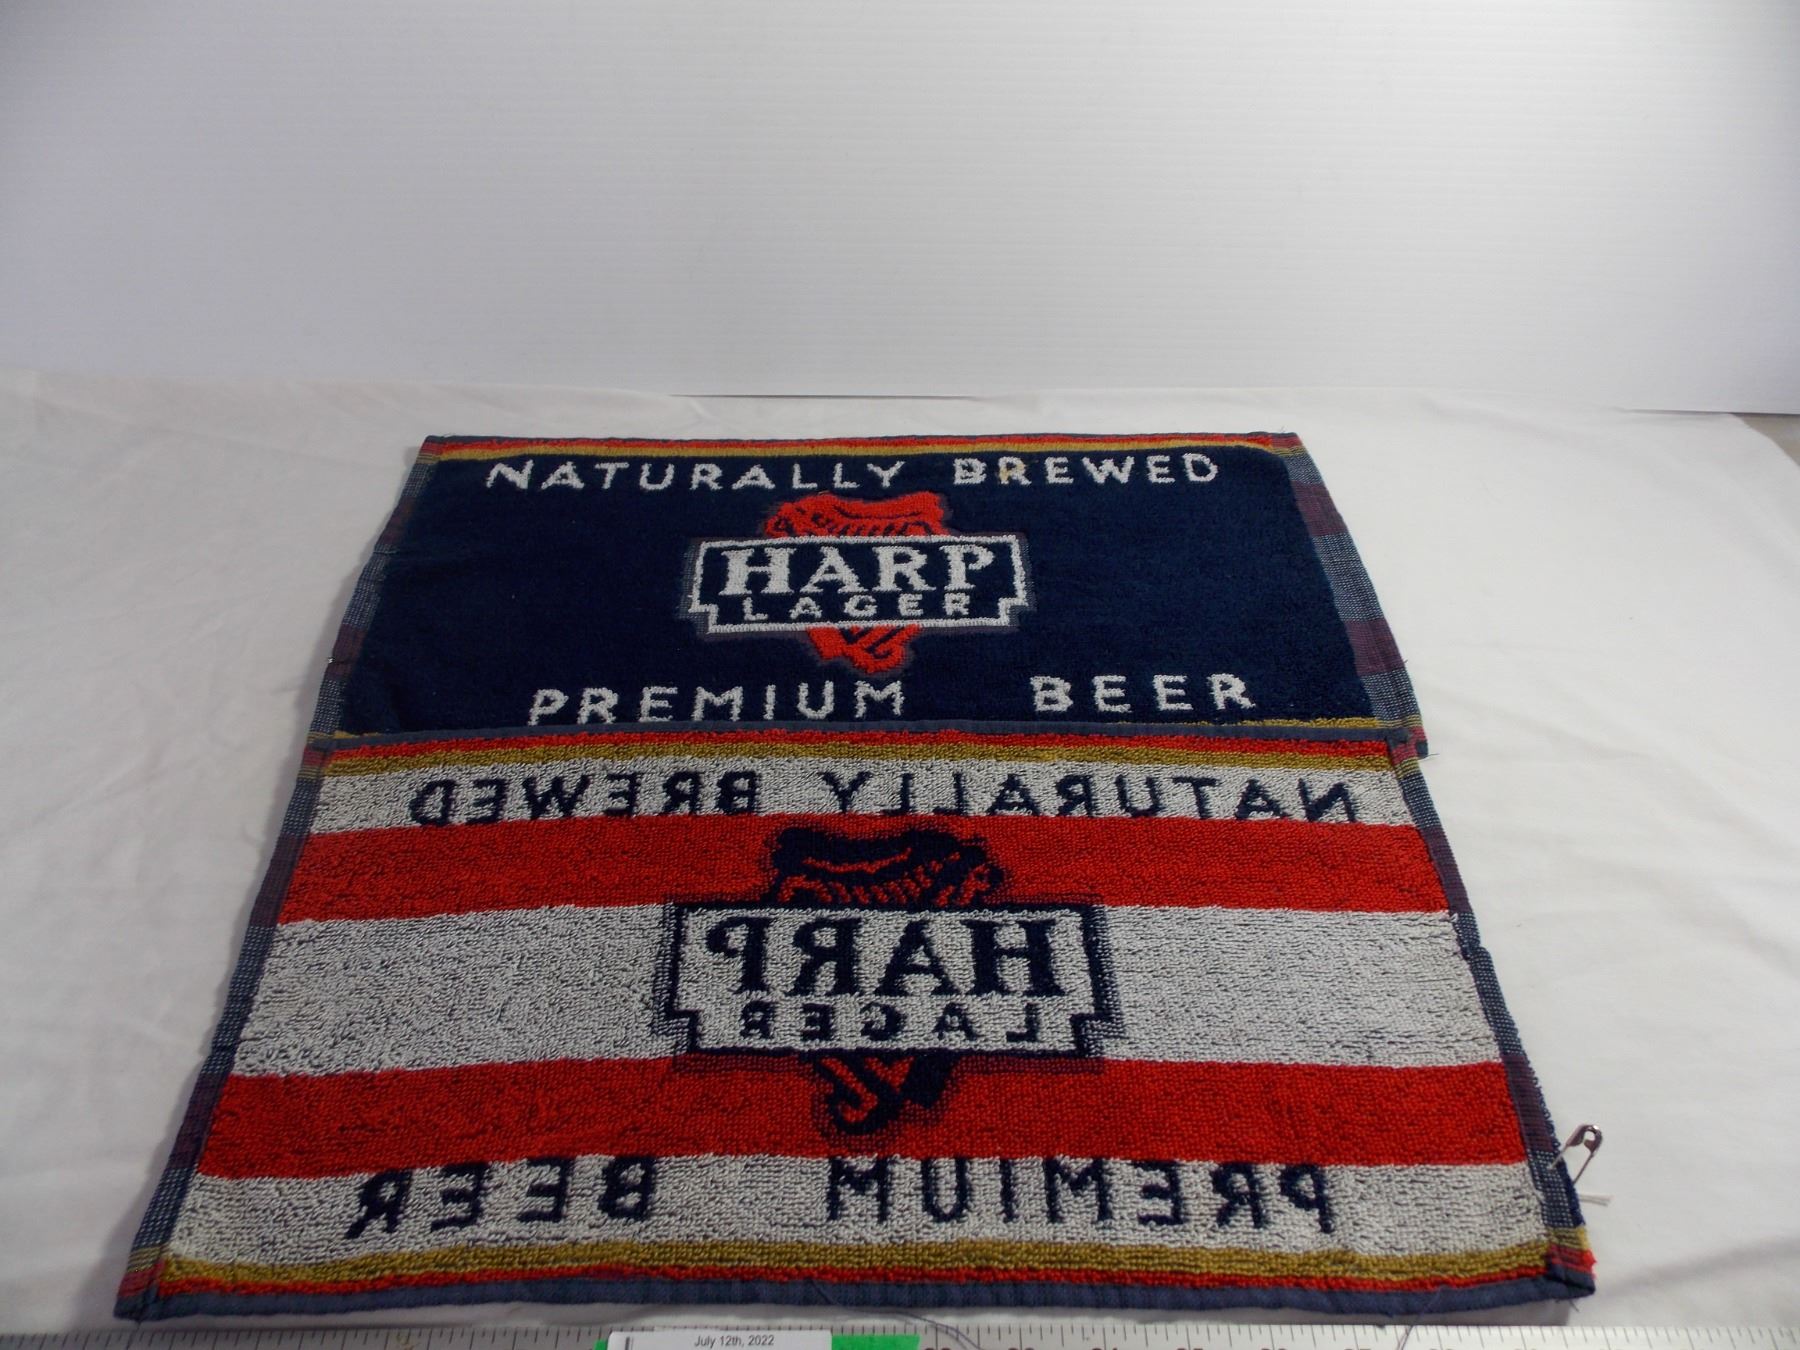 NATURALLY BREWED
HARP
LAGER
PREMIUM BEER
NATURALLY BREWED
HARP
LAGER
PREMIUM BEER
July 12th, 2022